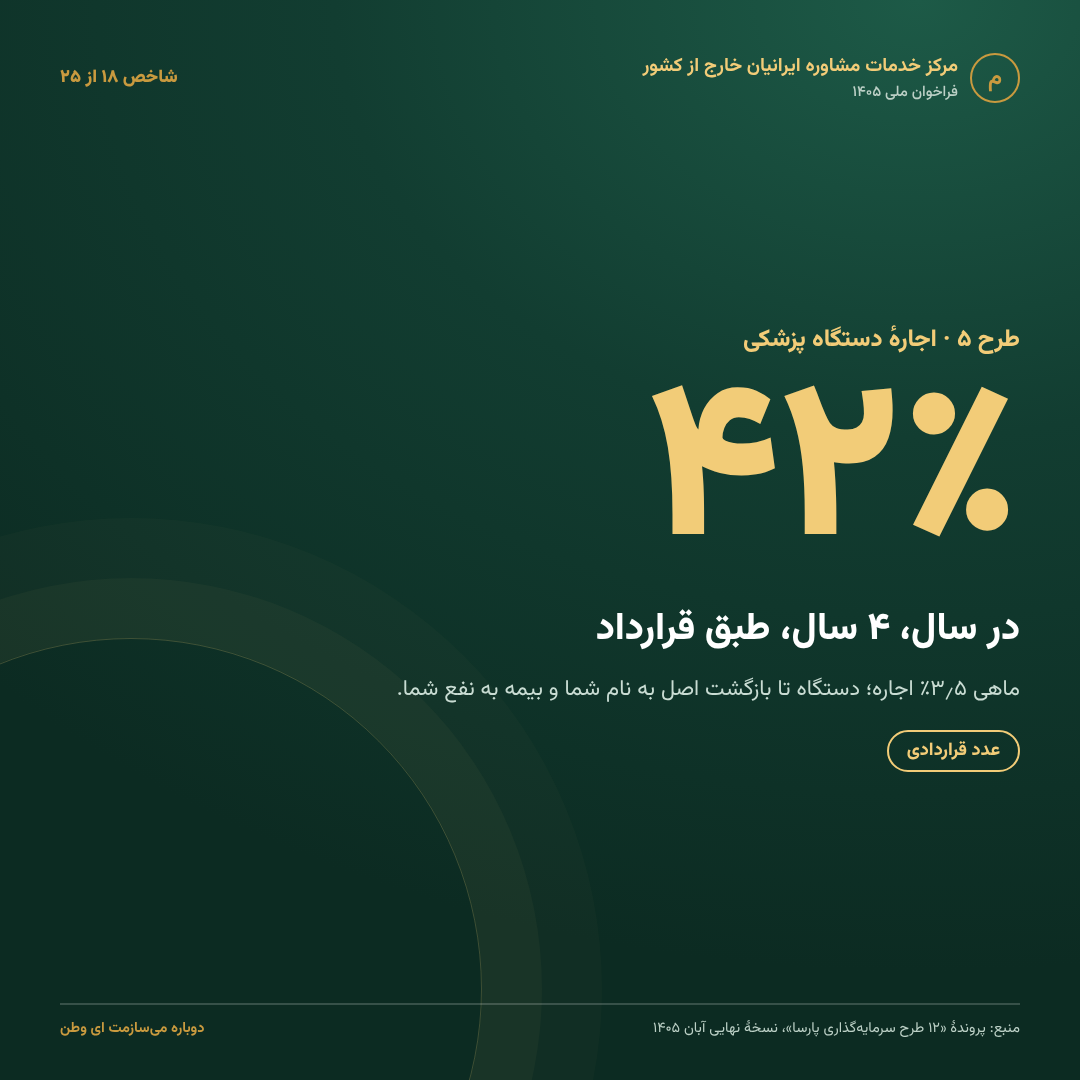 م
مرکز خدمات مشاوره ایرانیان خارج از کشور
فراخوان ملی ۱۴۰۵
شاخص ۱۸ از ۲۵
طرح ۵ · اجارهٔ دستگاه پزشکی
۴۲٪
در سال، ۴ سال، طبق قرارداد
ماهی ۳٫۵٪ اجاره؛ دستگاه تا بازگشت اصل به نام شما و بیمه به نفع شما.
عدد قراردادی
منبع: پروندهٔ «۱۲ طرح سرمایه‌گذاری پارسا»، نسخهٔ نهایی آبان ۱۴۰۵
دوباره می‌سازمت ای وطن